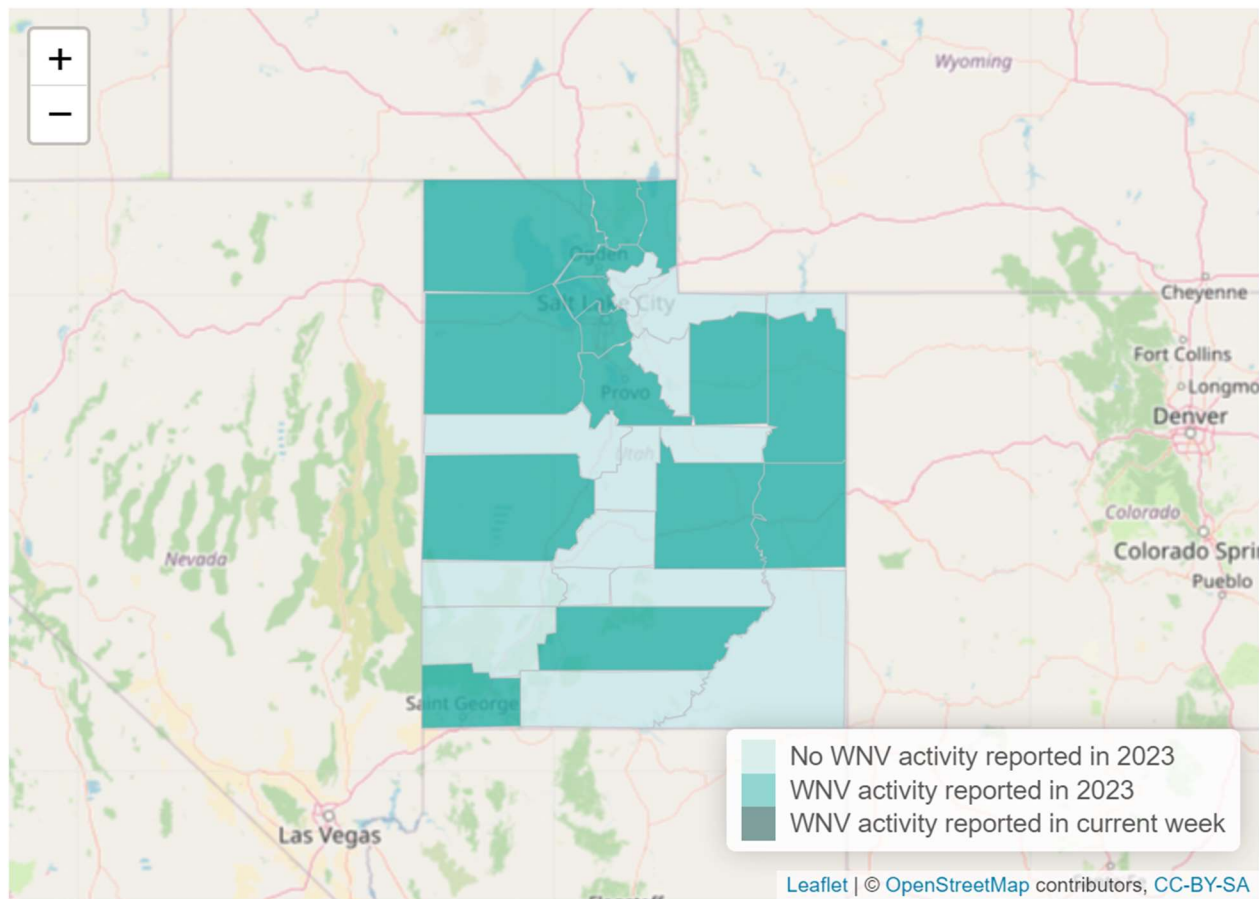 +
−
Wyoming
Ogden
Salt Lake City
Cheyenne
Fort Collins
Longmo
Provo
Denver
Utah
Colorado
Nevada
Colorado Sprin
Pueblo
Saint George
No WNV activity reported in 2023
WNV activity reported in 2023
WNV activity reported in current week
Las Vegas
Leaflet | © OpenStreetMap contributors, CC-BY-SA